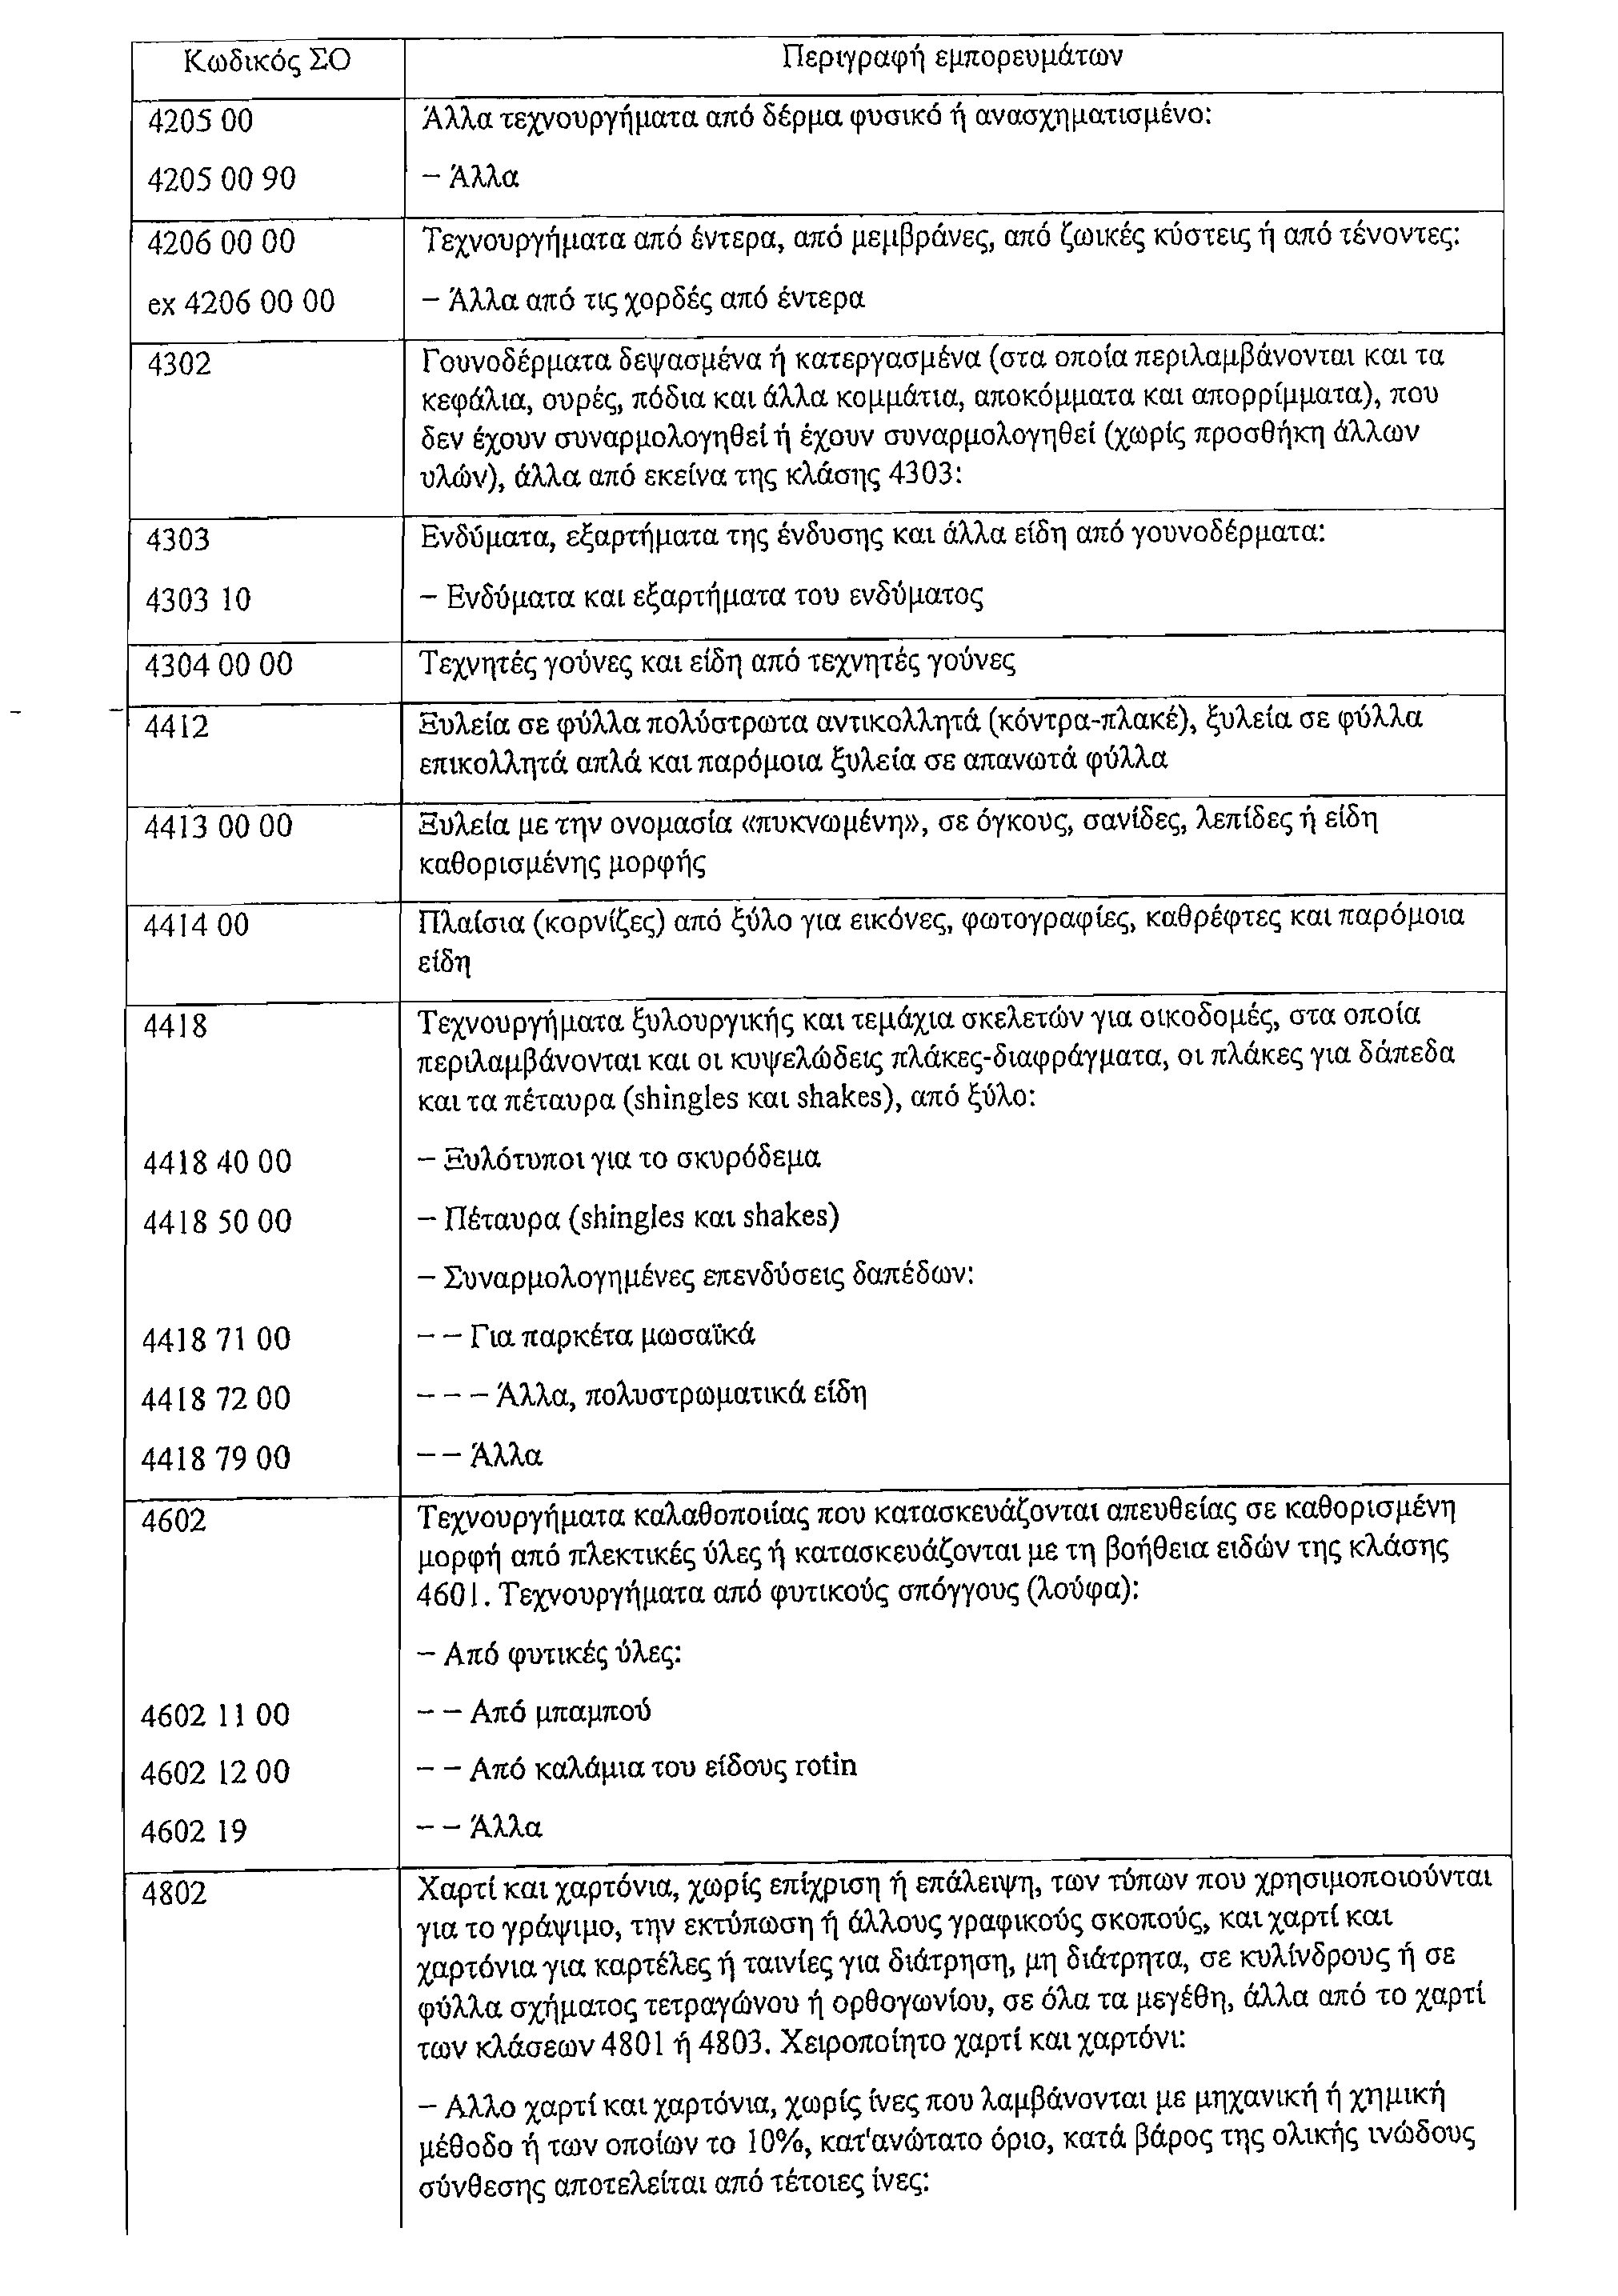 Κωδικός ΣΟ
Περιγραφή εμπορευμάτων
4205 00
Άλλα τεχνουργήματα από δέρμα φυσικό ή ανασχηματισμένο:
4205 00 90
– Άλλα
4206 00 00
Τεχνουργήματα από έντερα, από μεμβράνες, από ζωικές κύστεις ή από τένοντες:
ex 4206 00 00
– Άλλα από τις χορδές από έντερα
4302
Γουνοδέρματα δεψασμένα ή κατεργασμένα (στα οποία περιλαμβάνονται και τα
κεφάλια, ουρές, πόδια και άλλα κομμάτια, αποκόμματα και απορρίμματα), που
δεν έχουν συναρμολογηθεί ή έχουν συναρμολογηθεί (χωρίς προσθήκη άλλων
υλών), άλλα από εκείνα της κλάσης 4303:
4303
Ενδύματα, εξαρτήματα της ένδυσης και άλλα είδη από γουνοδέρματα:
4303 10
– Ενδύματα και εξαρτήματα του ενδύματος
4304 00 00
Τεχνητές γούνες και είδη από τεχνητές γούνες
4412
Ξυλεία σε φύλλα πολύστρωτα αντικολλητά (κόντρα-πλακέ), ξυλεία σε φύλλα
επικολλητά απλά και παρόμοια ξυλεία σε απανωτά φύλλα
4413 00 00
Ξυλεία με την ονομασία «πυκνωμένη», σε όγκους, σανίδες, λεπίδες ή είδη
καθορισμένης μορφής
4414 00
Πλαίσια (κορνίζες) από ξύλο για εικόνες, φωτογραφίες, καθρέφτες και παρόμοια
είδη
4418
Τεχνουργήματα ξυλουργικής και τεμάχια σκελετών για οικοδομές, στα οποία
περιλαμβάνονται και οι κυψελώδεις πλάκες-διαφράγματα, οι πλάκες για δάπεδα
και τα πέταυρα (shingles και shakes), από ξύλο:
4418 40 00
– Ξυλότυποι για το σκυρόδεμα
4418 50 00
– Πέταυρα (shingles και shakes)
– Συναρμολογημένες επενδύσεις δαπέδων:
4418 71 00
– – Για παρκέτα μωσαϊκά
4418 72 00
– – – Άλλα, πολυστρωματικά είδη
4418 79 00
– – Άλλα
4602
Τεχνουργήματα καλαθοποιίας που κατασκευάζονται απευθείας σε καθορισμένη
μορφή από πλεκτικές ύλες ή κατασκευάζονται με τη βοήθεια ειδών της κλάσης
4601. Τεχνουργήματα από φυτικούς σπόγγους (λούφα):
– Από φυτικές ύλες:
4602 11 00
– – Από μπαμπού
4602 12 00
– – Από καλάμια του είδους rotin
4602 19
– – Άλλα
4802
Χαρτί και χαρτόνια, χωρίς επίχριση ή επάλειψη, των τύπων που χρησιμοποιούνται
για το γράψιμο, την εκτύπωση ή άλλους γραφικούς σκοπούς, και χαρτί και
χαρτόνια για καρτέλες ή ταινίες για διάτρηση, μη διάτρητα, σε κυλίνδρους ή σε
φύλλα σχήματος τετραγώνου ή ορθογωνίου, σε όλα τα μεγέθη, άλλα από το χαρτί
των κλάσεων 4801 ή 4803. Χειροποίητο χαρτί και χαρτόνι:
– Αλλο χαρτί και χαρτόνια, χωρίς ίνες που λαμβάνονται με μηχανική ή χημική
μέθοδο ή των οποίων το 10%, κατ'ανώτατο όριο, κατά βάρος της ολικής ινώδους
σύνθεσης αποτελείται από τέτοιες ίνες: